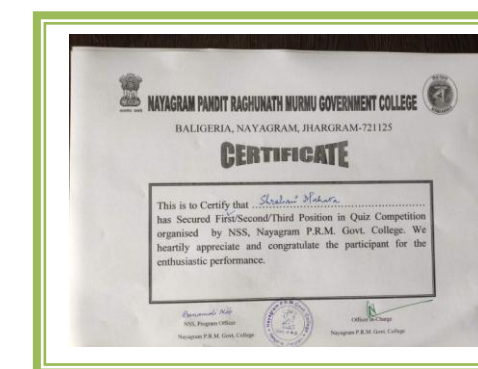 NAYAGRAM PANDIT RAGHUNATH MURMU GOVERNMENT COLLEGE
BALIGERIA, NAYAGRAM, JHARGRAM-721125
CERTIFICATE
This is to Certify that ........................................
has Secured First/Second/Third Position in Quiz Competition
organised by NSS, Nayagram P.R.M. Govt. College. We
heartily appreciate and congratulate the participant for the
enthusiastic performance.
NSS, Program Officer
Nayagram P.R.M. Govt. College
Officer in Charge
Nayagram P.R.M. Govt. College